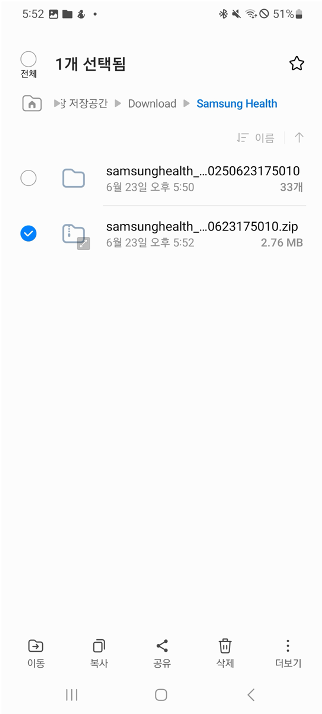 5:52 51%
전체 1개 선택됨
저장공간 Download Samsung Health
이름
samsunghealth_...0250623175010
6월 23일 오후 5:50 33개
samsunghealth_...0623175010.zip
6월 23일 오후 5:52 2.76 MB
이동 복사 공유 삭제 더보기